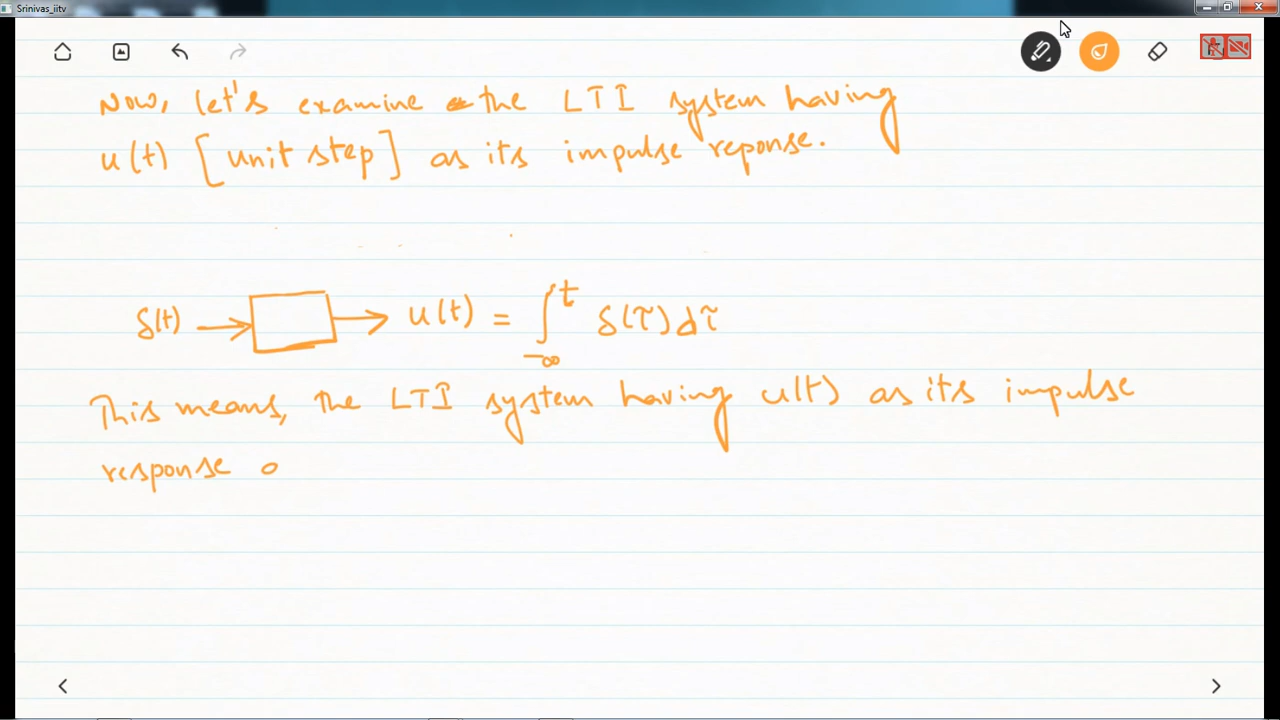 Srinivas_iitv
Now, let's examine the LTI system having
u(t) [unit step] as its impulse reponse.
δ(t) → u(t) = ∫_{-∞}^{t} δ(τ)dτ
This means, the LTI system having u(t) as its impulse
response o